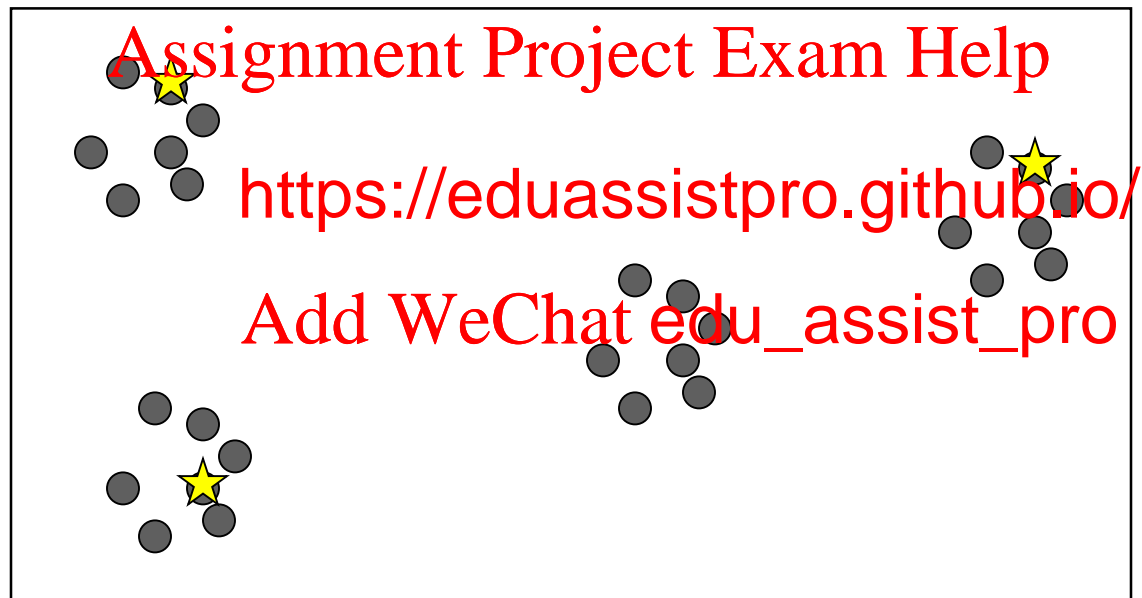 Assignment Project Exam Help
https://eduassistpro.github.io/
Add WeChat edu_assist_pro